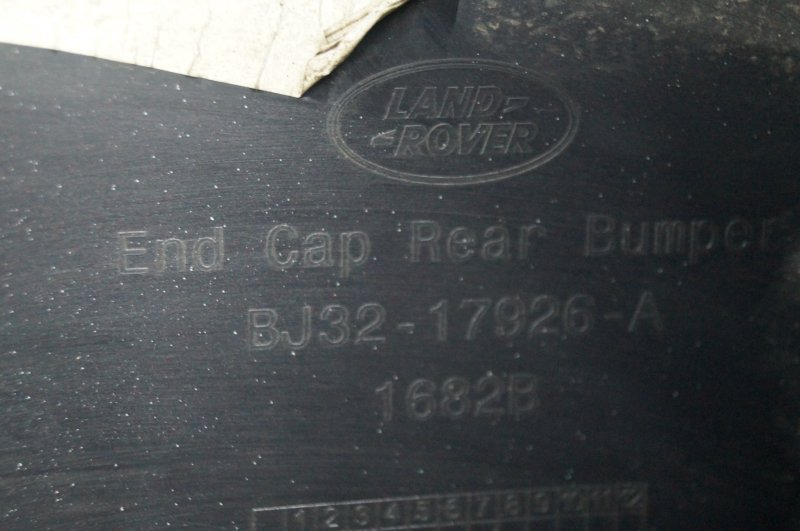 LAND
ROVER
End Cap Rear Bumper
BJ32-17926-A
1682B
1 2 3 4 5 6 7 8 9 10 11 12